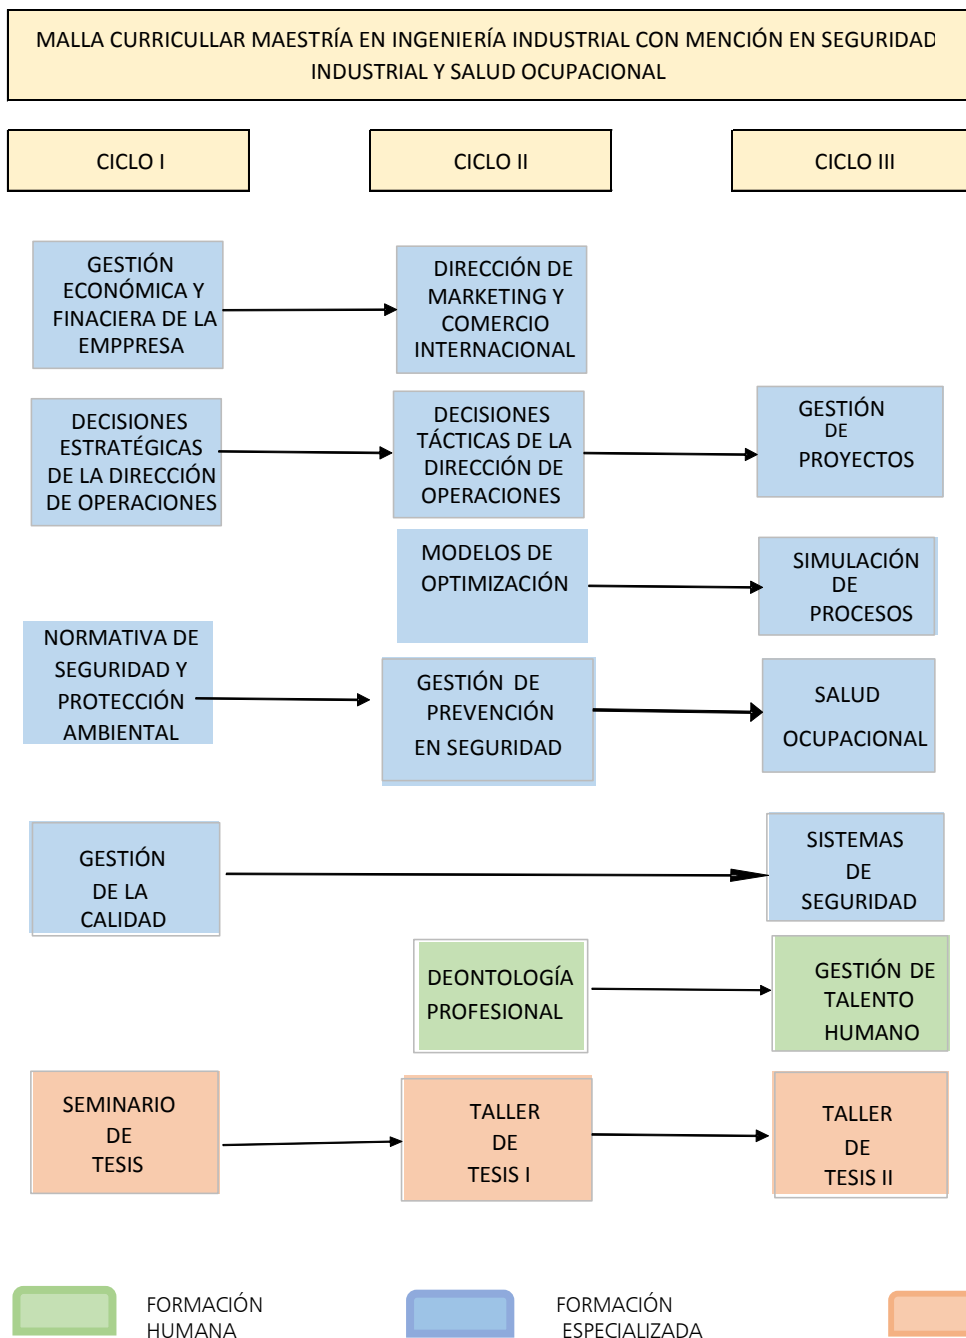 MALLA CURRICULLAR MAESTRÍA EN INGENIERÍA INDUSTRIAL CON MENCIÓN EN SEGURIDAD
INDUSTRIAL Y SALUD OCUPACIONAL
CICLO I
CICLO II
CICLO III
GESTIÓN
ECONÓMICA Y
FINACIERA DE LA
EMPPRESA
DIRECCIÓN DE
MARKETING Y
COMERCIO
INTERNACIONAL
DECISIONES
ESTRATÉGICAS
DE LA DIRECCIÓN
DE OPERACIONES
DECISIONES
TÁCTICAS DE LA
DIRECCIÓN DE
OPERACIONES
GESTIÓN
DE
PROYECTOS
MODELOS DE
OPTIMIZACIÓN
SIMULACIÓN
DE
PROCESOS
NORMATIVA DE
SEGURIDAD Y
PROTECCIÓN
AMBIENTAL
GESTIÓN DE
PREVENCIÓN
EN SEGURIDAD
SALUD
OCUPACIONAL
GESTIÓN
DE LA
CALIDAD
SISTEMAS
DE
SEGURIDAD
DEONTOLOGÍA
PROFESIONAL
GESTIÓN DE
TALENTO
HUMANO
SEMINARIO
DE
TESIS
TALLER
DE
TESIS I
TALLER
DE
TESIS II
FORMACIÓN
HUMANA
FORMACIÓN
ESPECIALIZADA